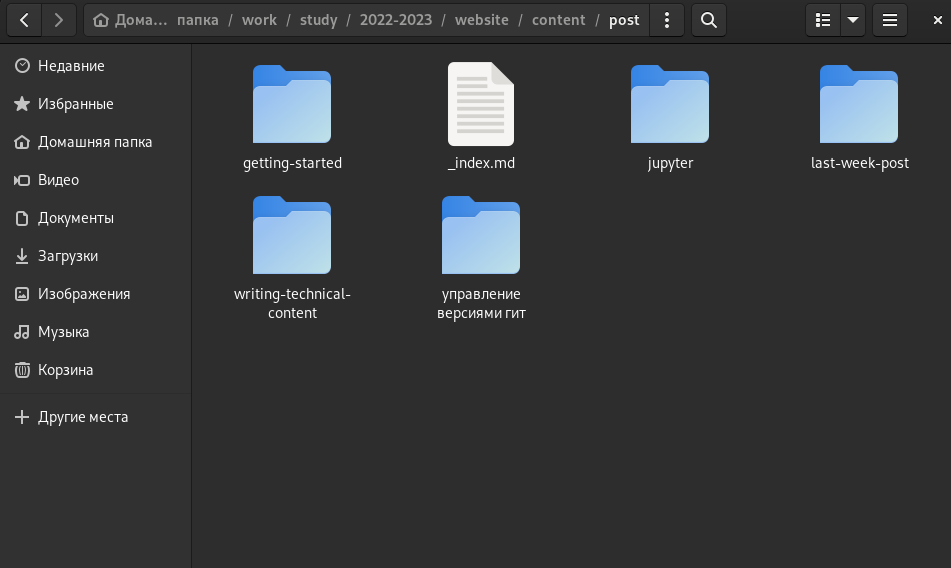 Дома... папка / work / study / 2022-2023 / website / content / post
Недавние
Избранные
Домашняя папка
Видео
Документы
Загрузки
Изображения
Музыка
Корзина
Другие места
getting-started
_index.md
jupyter
last-week-post
writing-technical-
content
управление
версиями гит